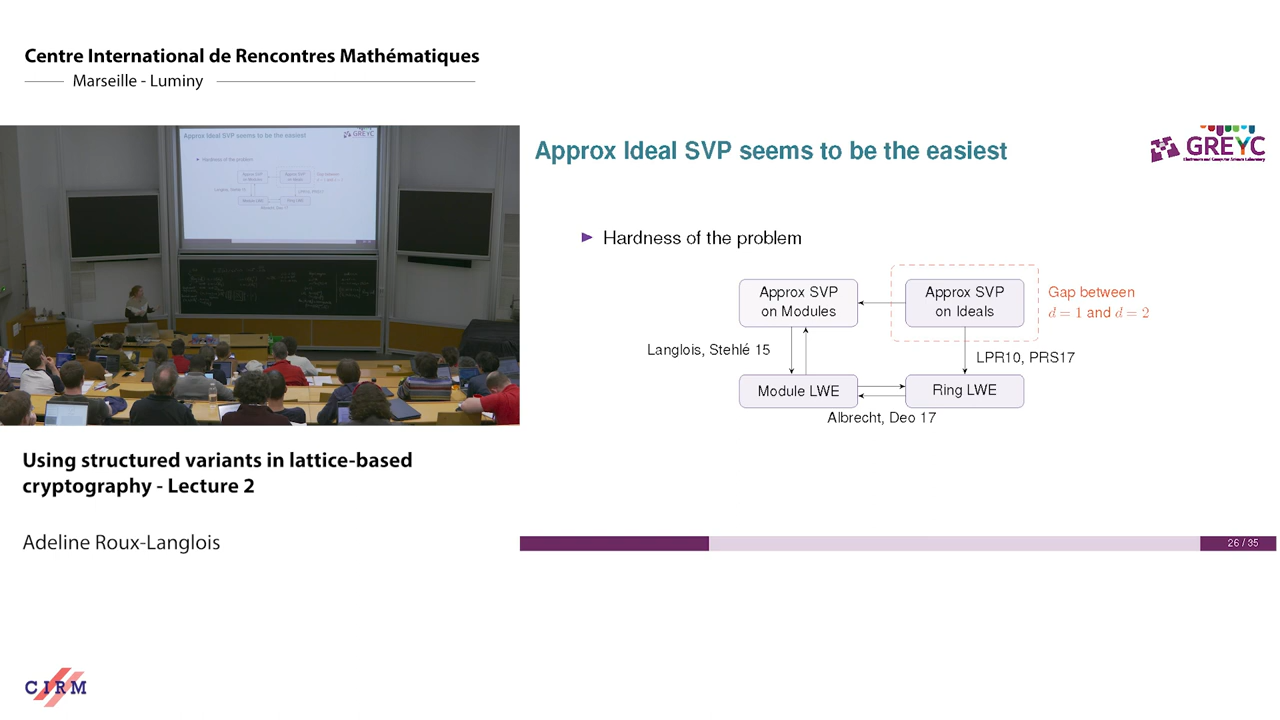 Centre International de Rencontres Mathématiques
Marseille - Luminy
Approx Ideal SVP seems to be the easiest
GREYC
Hardness of the problem
Approx SVP
on Modules
Approx SVP
on Ideals
Gap between
d = 1 and d = 2
Langlois, Stehlé 15
LPR10, PRS17
Module LWE
Ring LWE
Albrecht, Deo 17
26 / 35
Using structured variants in lattice-based
cryptography - Lecture 2
Adeline Roux-Langlois
CIRM